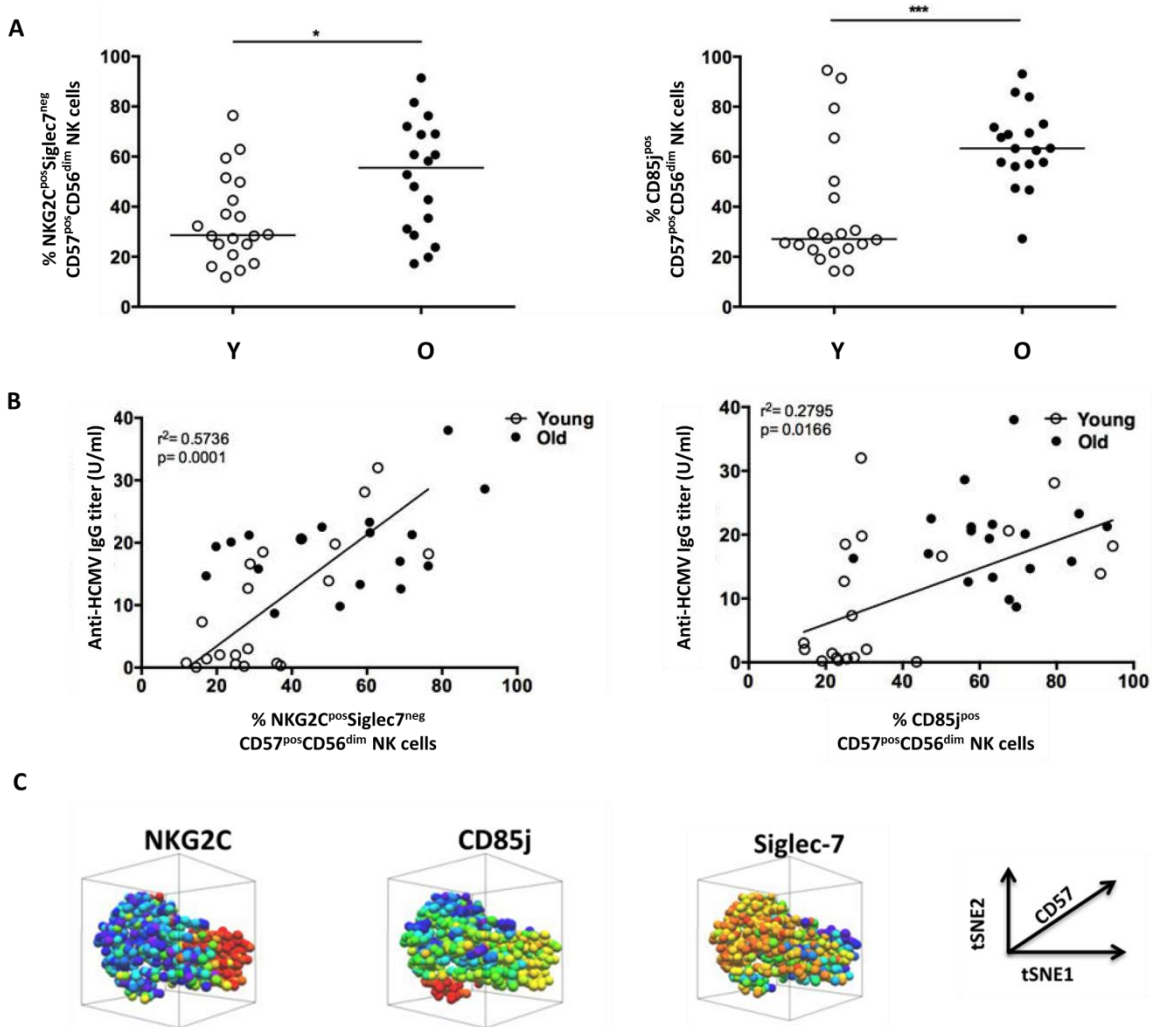 A
*
***
% NKG2CposSiglec7neg
CD57posCD56dim NK cells
100
80
60
40
20
0
Y
O
% CD85jpos
CD57posCD56dim NK cells
100
80
60
40
20
0
Y
O
B
Anti-HCMV IgG titer (U/ml)
40
30
20
10
0
r2= 0.5736
p= 0.0001
Young
Old
0
20
40
60
80
100
% NKG2CposSiglec7neg
CD57posCD56dim NK cells
Anti-HCMV IgG titer (U/ml)
40
30
20
10
0
r2= 0.2795
p= 0.0166
Young
Old
0
20
40
60
80
100
% CD85jpos
CD57posCD56dim NK cells
C
NKG2C
CD85j
Siglec-7
tSNE2
CD57
tSNE1